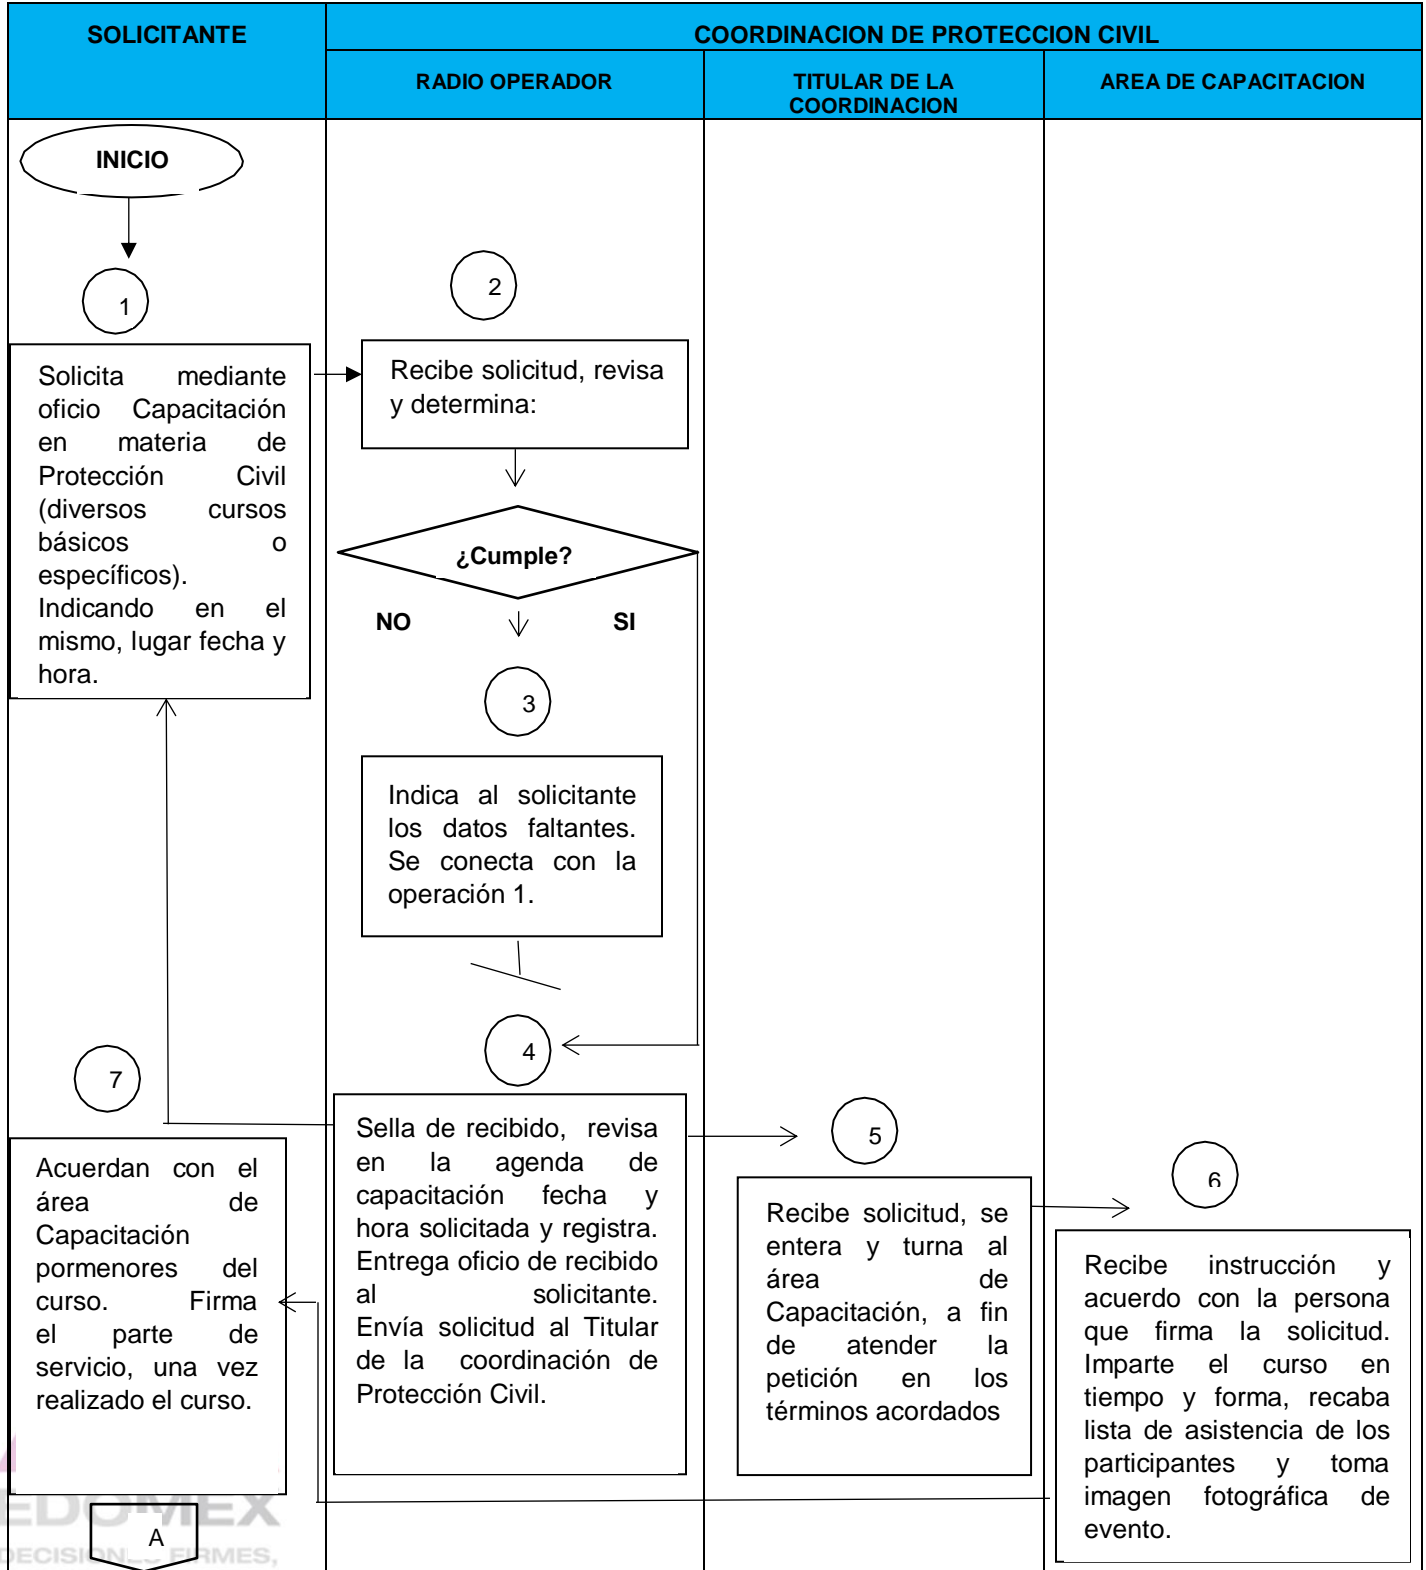 SOLICITANTE
COORDINACION DE PROTECCION CIVIL
RADIO OPERADOR
TITULAR DE LA
COORDINACION
AREA DE CAPACITACION
INICIO
1
Solicita mediante
oficio Capacitación
en materia de
Protección Civil
(diversos cursos
básicos o
específicos).
Indicando en el
mismo, lugar fecha y
hora.
2
Recibe solicitud, revisa
y determina:
¿Cumple?
NO
SI
3
Indica al solicitante
los datos faltantes.
Se conecta con la
operación 1.
4
Sella de recibido, revisa
en la agenda de
capacitación fecha y
hora solicitada y registra.
Entrega oficio de recibido
al solicitante.
Envía solicitud al Titular
de la coordinación de
Protección Civil.
5
Recibe solicitud, se
entera y turna al
área de
Capacitación, a fin
de atender la
petición en los
términos acordados
6
Recibe instrucción y
acuerdo con la persona
que firma la solicitud.
Imparte el curso en
tiempo y forma, recaba
lista de asistencia de los
participantes y toma
imagen fotográfica de
evento.
7
Acuerdan con el
área de
Capacitación
pormenores del
curso. Firma
el parte de
servicio, una vez
realizado el curso.
A
EDOMEX
DECISIONES FIRMES,